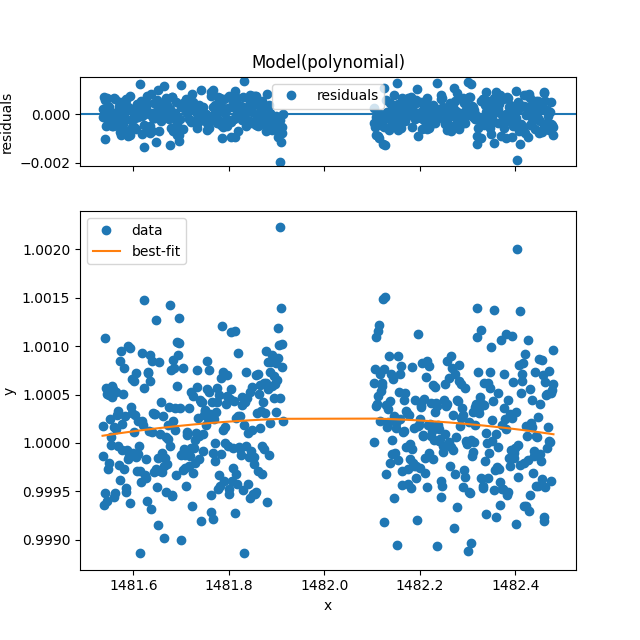 Model(polynomial)
residuals
0.000
−0.002
residuals
data
best-fit
1.0020
1.0015
1.0010
1.0005
1.0000
0.9995
0.9990
y
1481.6 1481.8 1482.0 1482.2 1482.4
x